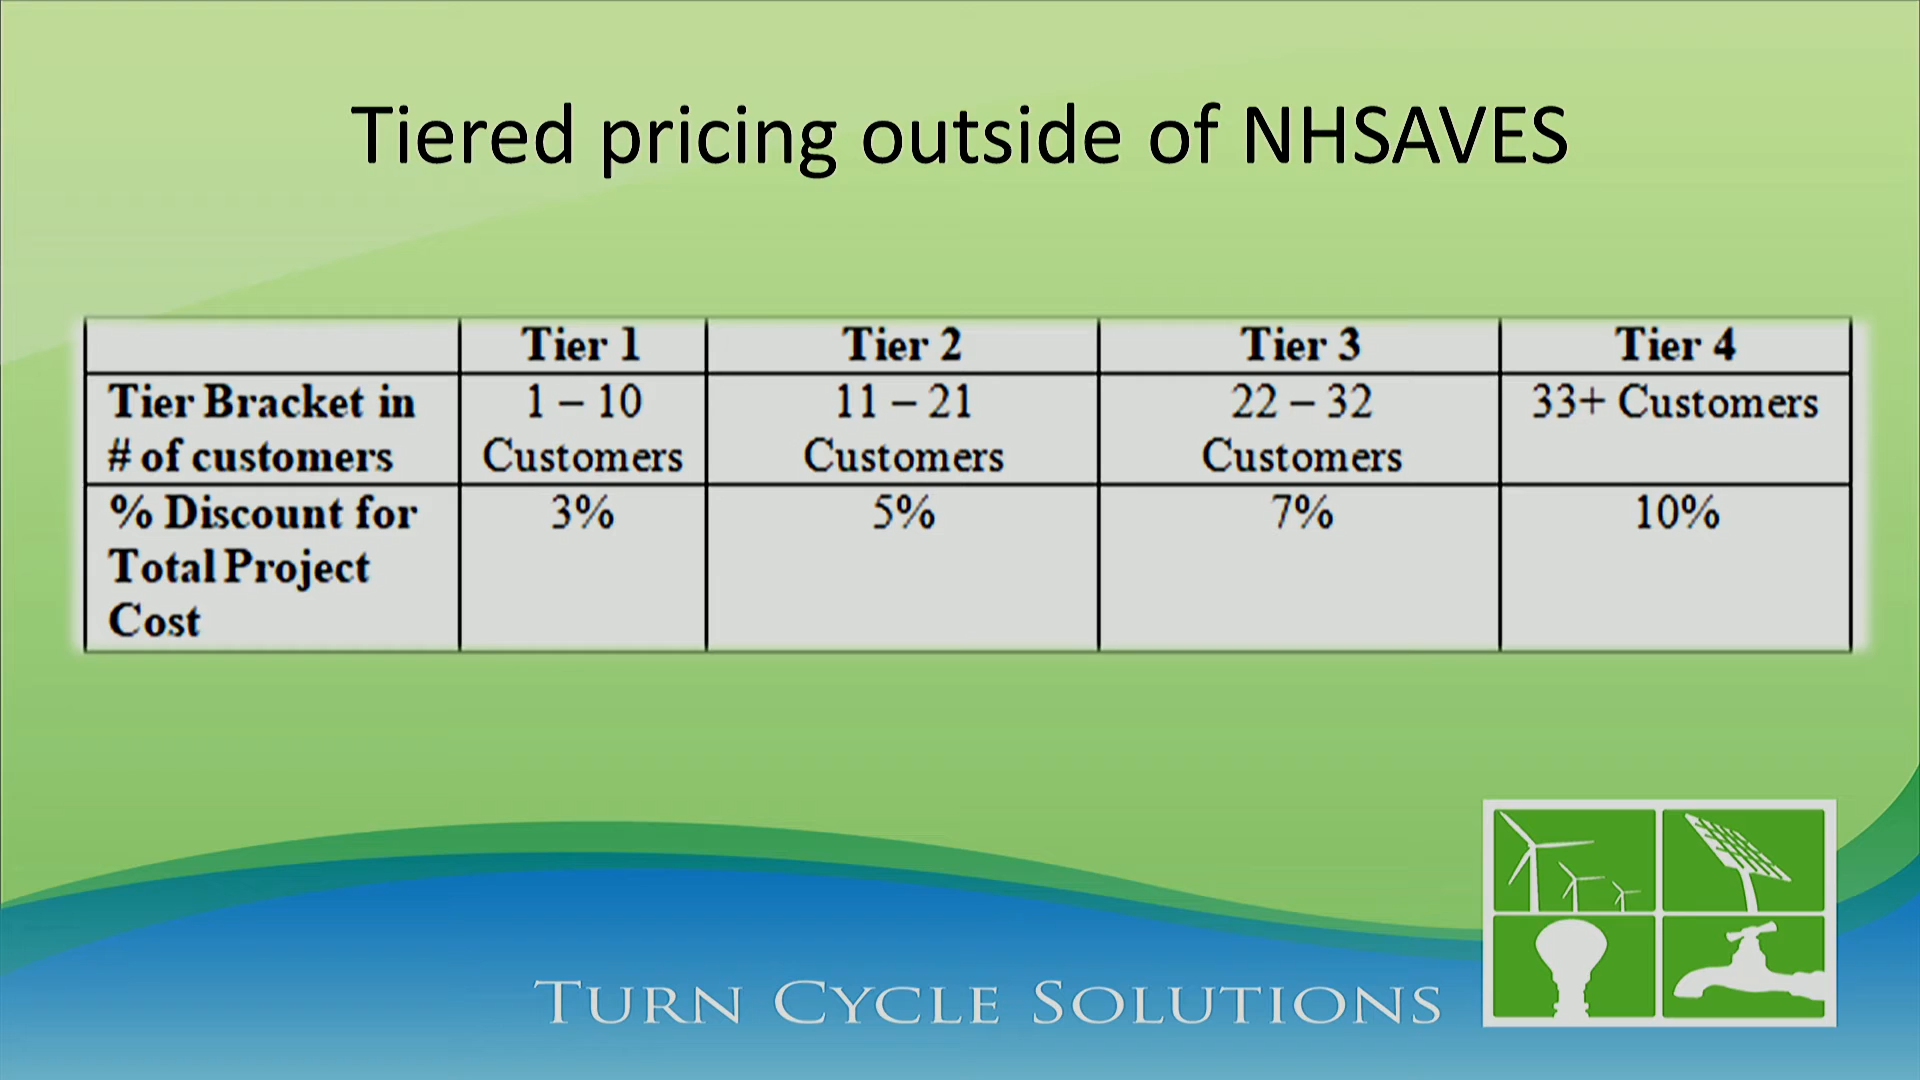 Tiered pricing outside of NHSAVES
Tier 1 Tier 2 Tier 3 Tier 4
Tier Bracket in 1 – 10 11 – 21 22 – 32 33+ Customers
# of customers Customers Customers Customers
% Discount for 3% 5% 7% 10%
Total Project
Cost
TURN CYCLE SOLUTIONS